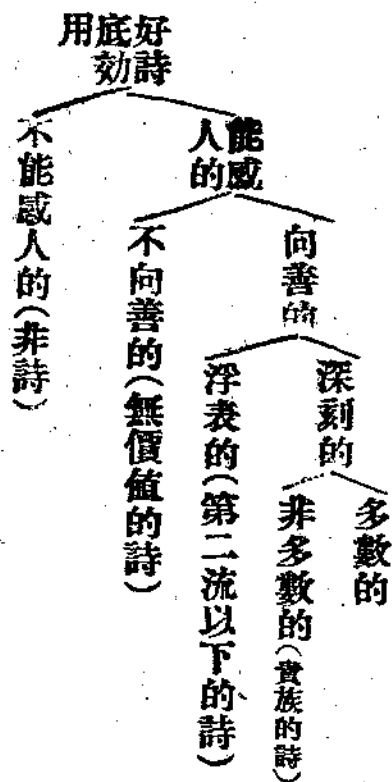 好詩
底効
用
能感
人的
不能感人的(非詩)
向善的
不向善的(無價値的詩)
深刻的
浮表的(第二流以下的詩)
多數的
非多數的(貴族的詩)